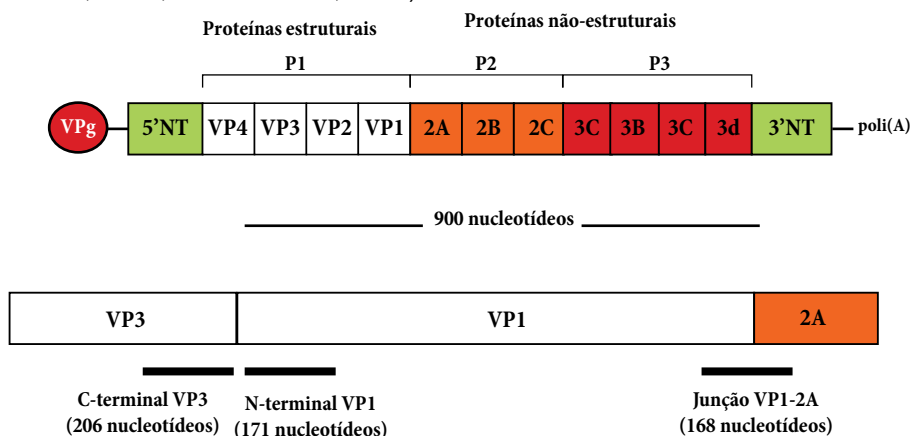 Proteínas estruturais
Proteínas não-estruturais
P1
P2
P3
VPg
5'NT
VP4
VP3
VP2
VP1
2A
2B
2C
3C
3B
3C
3d
3'NT
poli(A)
900 nucleotídeos
VP3
VP1
2A
C-terminal VP3
(206 nucleotídeos)
N-terminal VP1
(171 nucleotídeos)
Junção VP1-2A
(168 nucleotídeos)